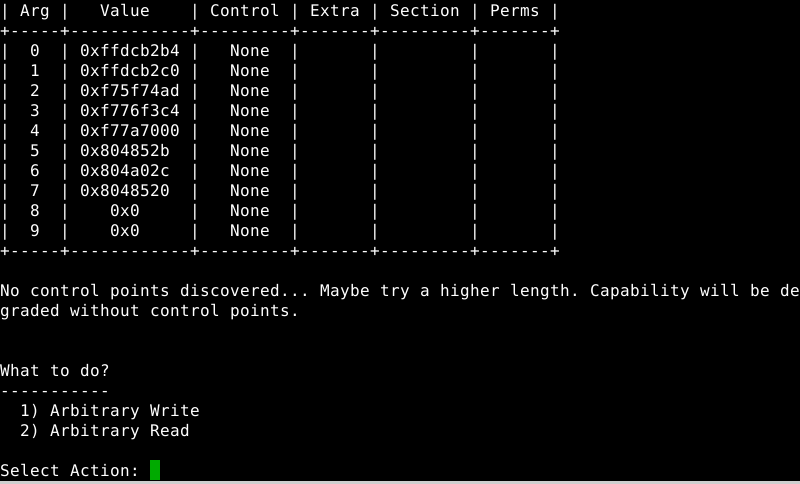 | Arg |   Value    | Control | Extra | Section | Perms |
+-----+------------+---------+-------+---------+-------+
|  0  | 0xffdcb2b4 |   None  |       |         |       |
|  1  | 0xffdcb2c0 |   None  |       |         |       |
|  2  | 0xf75f74ad |   None  |       |         |       |
|  3  | 0xf776f3c4 |   None  |       |         |       |
|  4  | 0xf77a7000 |   None  |       |         |       |
|  5  | 0x804852b  |   None  |       |         |       |
|  6  | 0x804a02c  |   None  |       |         |       |
|  7  | 0x8048520  |   None  |       |         |       |
|  8  |    0x0     |   None  |       |         |       |
|  9  |    0x0     |   None  |       |         |       |
+-----+------------+---------+-------+---------+-------+
No control points discovered... Maybe try a higher length. Capability will be de
graded without control points.
What to do?
-----------
  1) Arbitrary Write
  2) Arbitrary Read
Select Action: